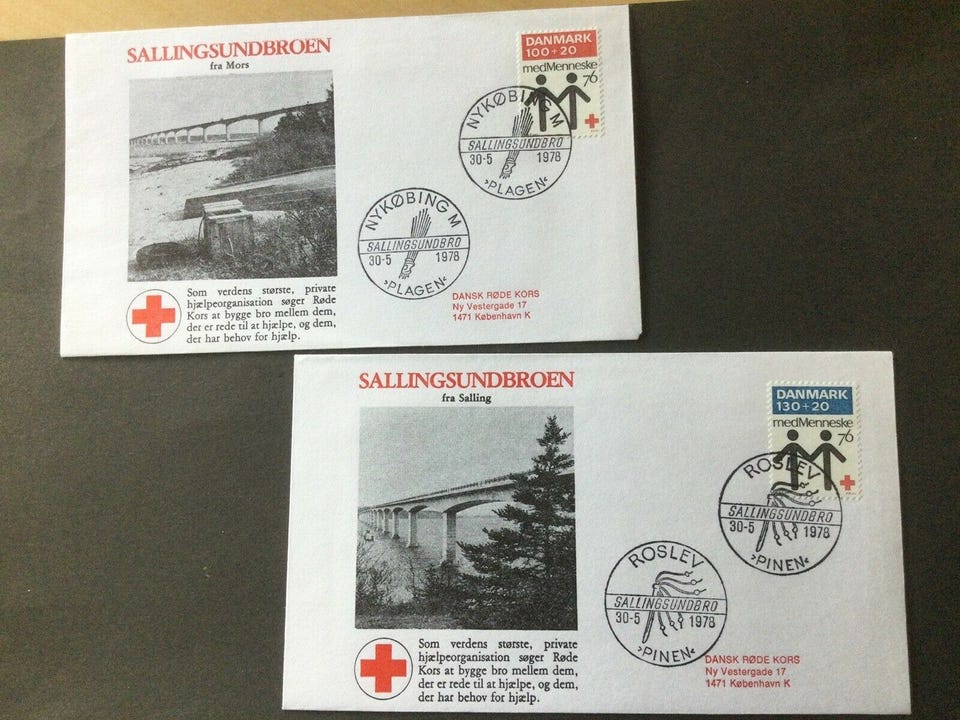 SALLINGSUNDBROEN
fra Mors
DANMARK
100+20
medMenneske
76
NYKØBING M
SALLINGSUNDBRO
30-5 1978
›PLAGEN‹
NYKØBING M
SALLINGSUNDBRO
30-5 1978
›PLAGEN‹
Som verdens største, private
hjælpeorganisation søger Røde
Kors at bygge bro mellem dem,
der er rede til at hjælpe, og dem,
der har behov for hjælp.
DANSK RØDE KORS
Ny Vestergade 17
1471 København K
SALLINGSUNDBROEN
fra Salling
DANMARK
130+20
medMenneske
76
ROSLEV
SALLINGSUNDBRO
30-5 1978
›PINEN‹
ROSLEV
SALLINGSUNDBRO
30-5 1978
›PINEN‹
Som verdens største, private
hjælpeorganisation søger Røde
Kors at bygge bro mellem dem,
der er rede til at hjælpe, og dem,
der har behov for hjælp.
DANSK RØDE KORS
Ny Vestergade 17
1471 København K